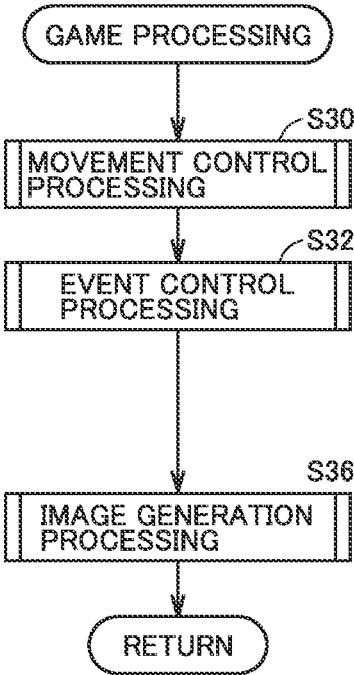 GAME PROCESSING
S30
MOVEMENT CONTROL
PROCESSING
S32
EVENT CONTROL
PROCESSING
S36
IMAGE GENERATION
PROCESSING
RETURN